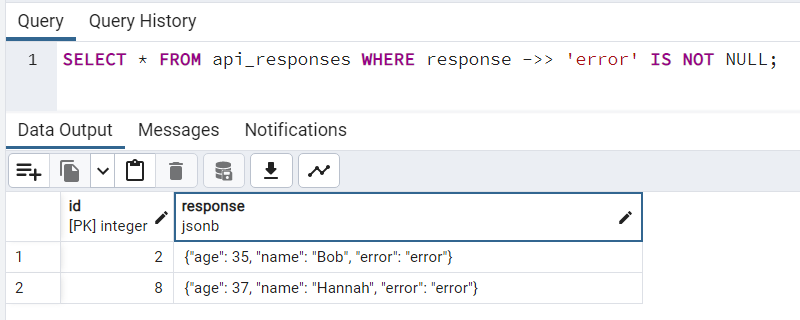 Query Query History
1 SELECT * FROM api_responses WHERE response ->> 'error' IS NOT NULL;
Data Output Messages Notifications
id response
[PK] integer jsonb
1 2 {"age": 35, "name": "Bob", "error": "error"}
2 8 {"age": 37, "name": "Hannah", "error": "error"}